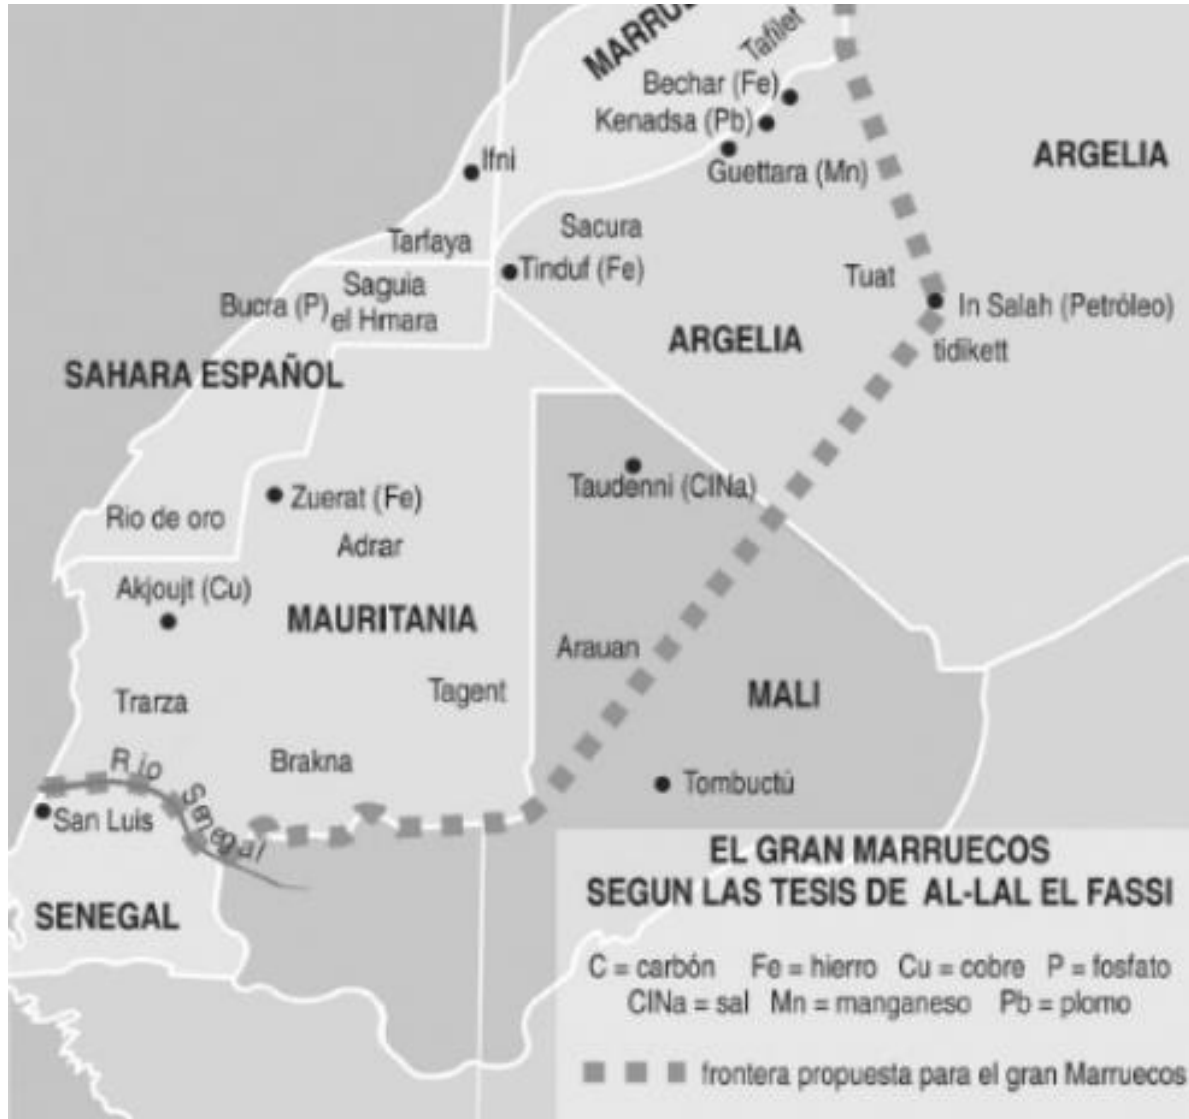 MARRU
Tafilet
Bechar (Fe)
Kenadsa (Pb)
Guettara (Mn)
ARGELIA
Ifni
Sacura
Tarfaya
Tinduf (Fe)
Tuat
Saguia
el Hmara
Bucra (P)
In Salah (Petróleo)
ARGELIA
tidikett
SAHARA ESPAÑOL
Taudenni (ClNa)
Zuerat (Fe)
Rio de oro
Adrar
Akjoujt (Cu)
MAURITANIA
Arauan
Tagent
MALI
Trarza
Rio Senegal
Brakna
Tombuctú
San Luis
SENEGAL
EL GRAN MARRUECOS
SEGUN LAS TESIS DE AL-LAL EL FASSI
C = carbón Fe = hierro Cu = cobre P = fosfato
ClNa = sal Mn = manganeso Pb = plomo
frontera propuesta para el gran Marruecos